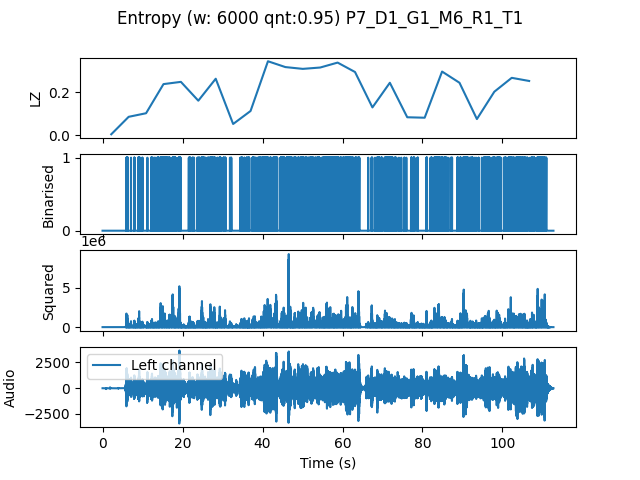 Entropy (w: 6000 qnt:0.95) P7_D1_G1_M6_R1_T1
LZ
0.2
0.0
Binarised
1
0
1e6
Squared
5
0
Audio
2500
0
−2500
Left channel
0 20 40 60 80 100
Time (s)